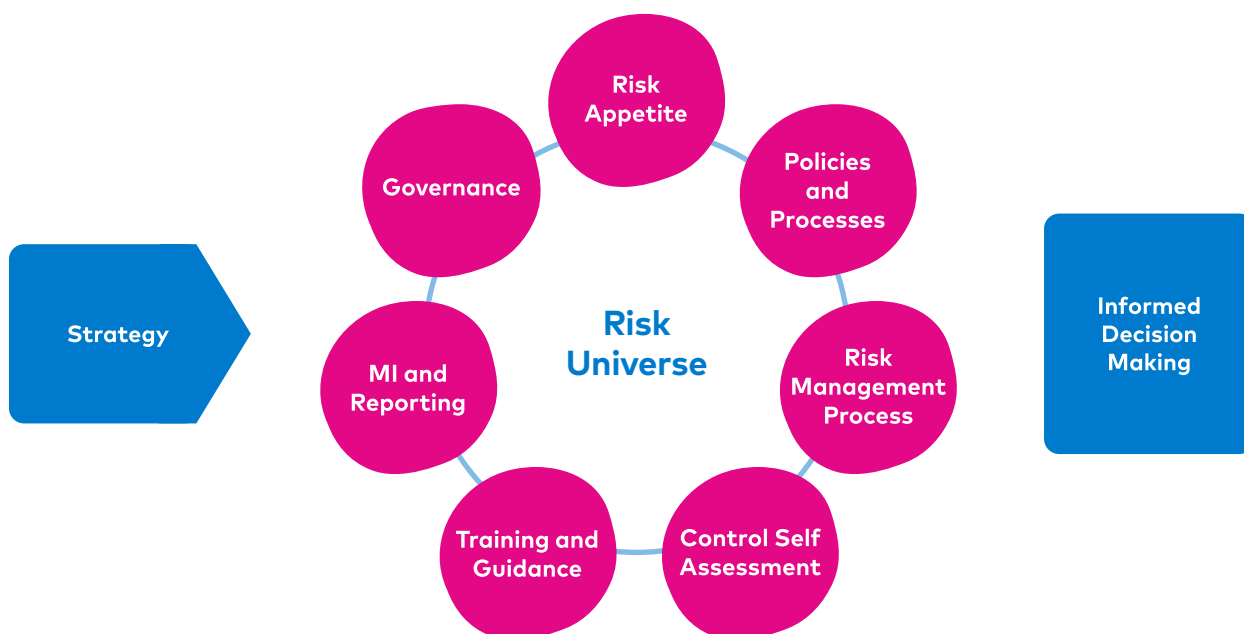 Strategy
Risk
Appetite
Policies
and
Processes
Risk
Management
Process
Control Self
Assessment
Training and
Guidance
MI and
Reporting
Governance
Risk
Universe
Informed
Decision
Making